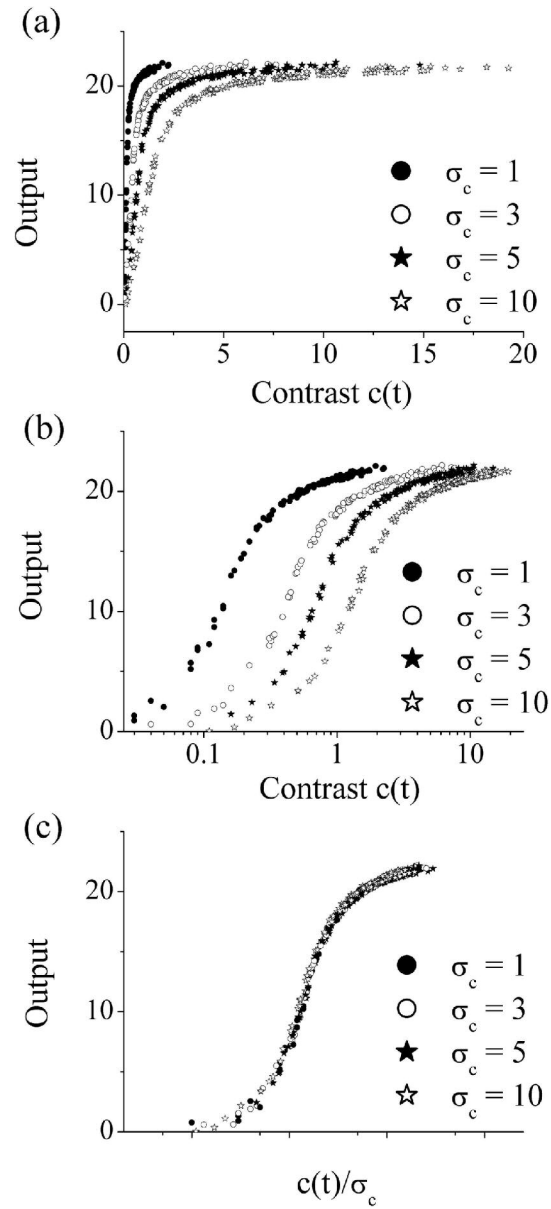 (a)
Output
20
10
0
0
5
10
15
20
Contrast c(t)
● σc = 1
○ σc = 3
★ σc = 5
☆ σc = 10
(b)
Output
20
10
0
0.1
1
10
Contrast c(t)
● σc = 1
○ σc = 3
★ σc = 5
☆ σc = 10
(c)
Output
20
10
0
c(t)/σc
● σc = 1
○ σc = 3
★ σc = 5
☆ σc = 10